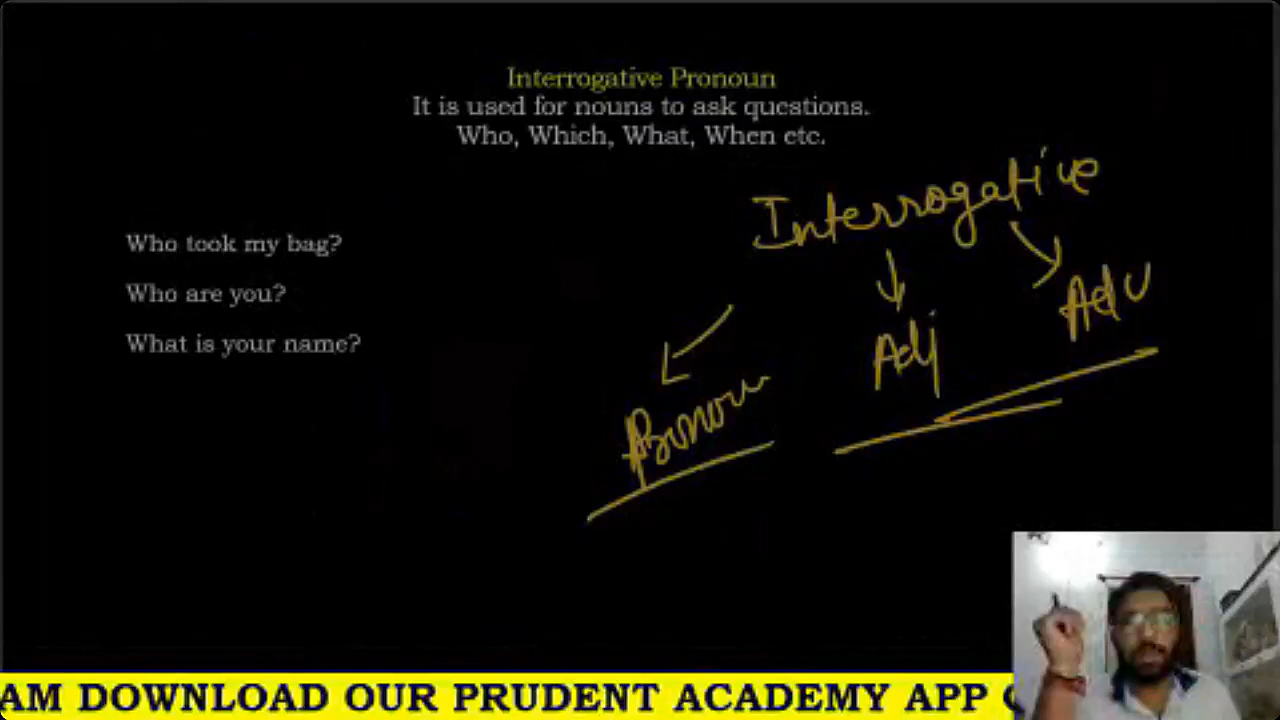 Interrogative Pronoun
It is used for nouns to ask questions.
Who, Which, What, When etc.
Interrogative
Who took my bag?
Who are you?
What is your name?
Adv
Adj
AM DOWNLOAD OUR PRUDENT ACADEMY APP